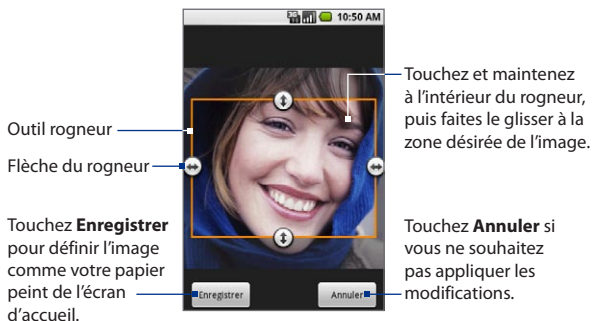 3G
10:50 AM
Outil rogneur
Flèche du rogneur
Touchez Enregistrer
pour définir l'image
comme votre papier
peint de l'écran
d'accueil.
Touchez et maintenez
à l'intérieur du rogneur,
puis faites le glisser à la
zone désirée de l'image.
Touchez Annuler si
vous ne souhaitez
pas appliquer les
modifications.
Enregistrer
Annuler